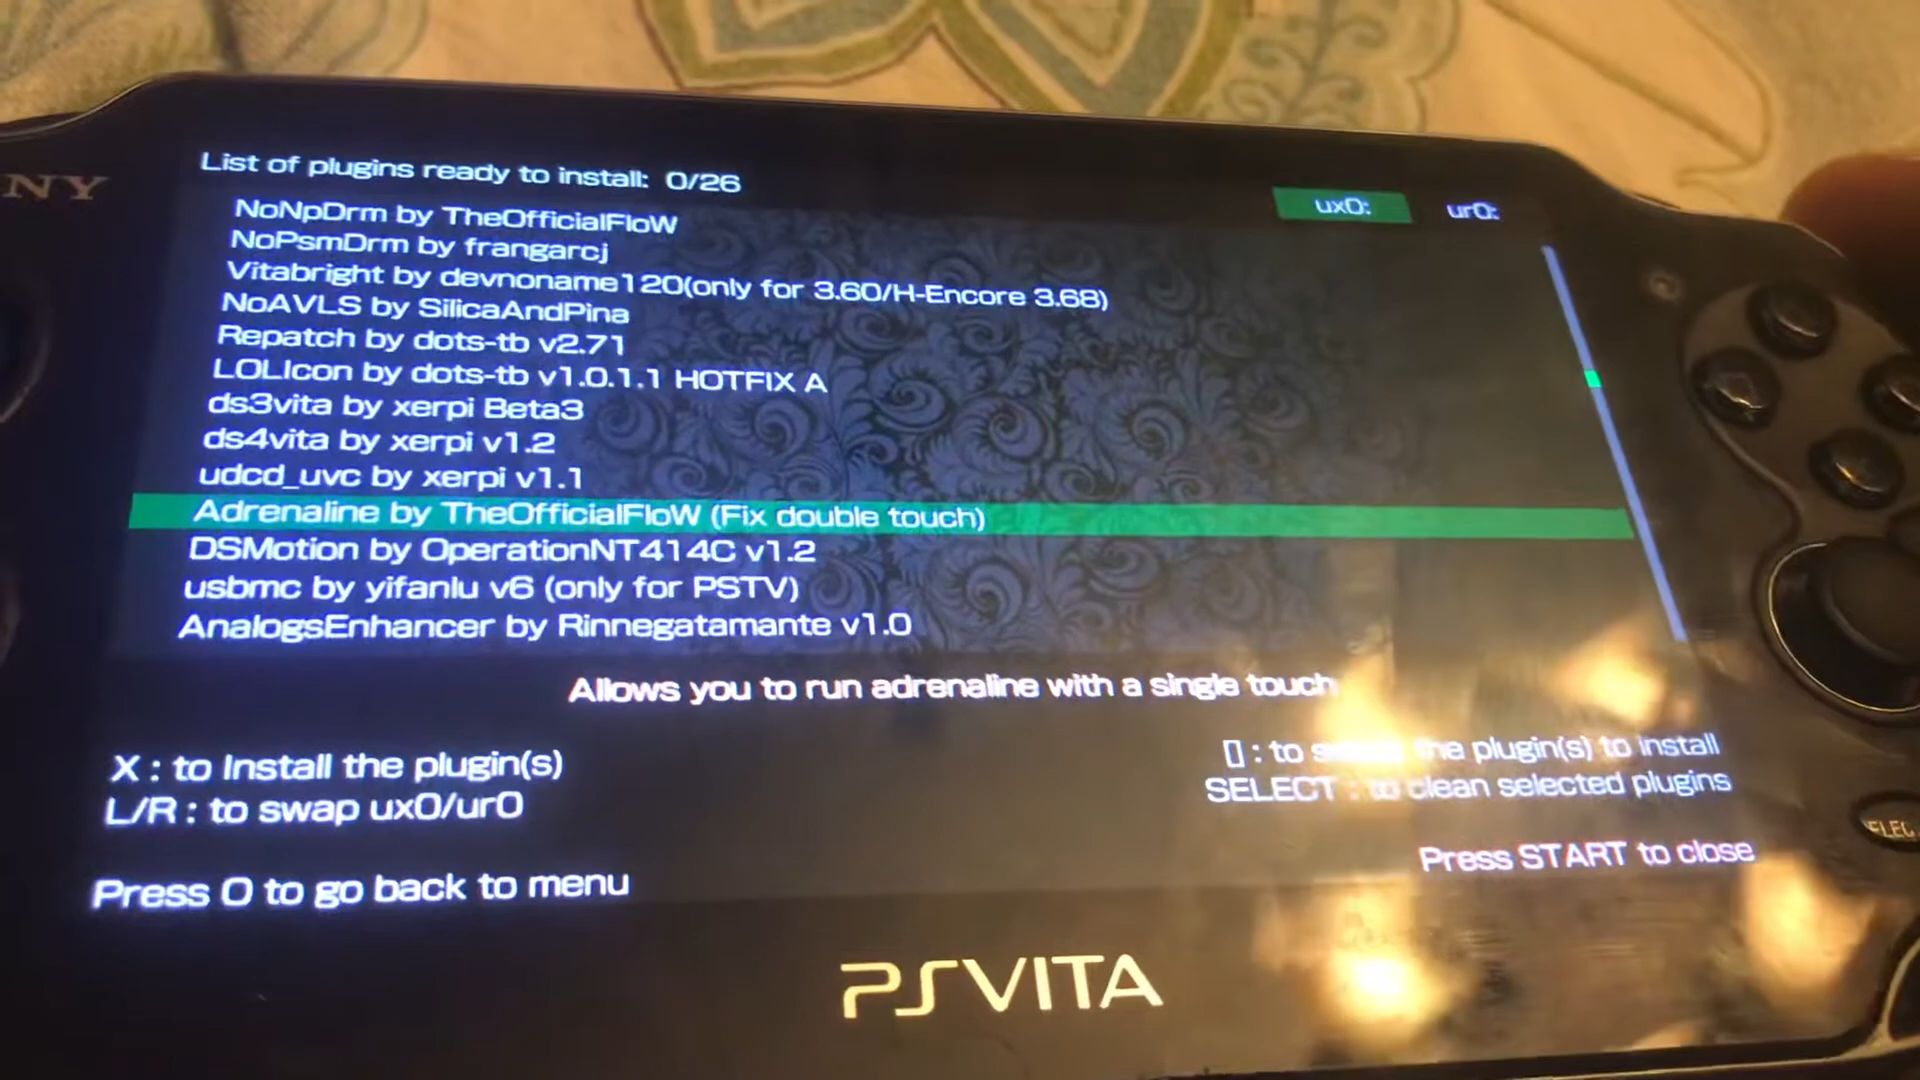 NY
List of plugins ready to install: 0/26
ux0: ur0:
NoNpDrm by TheOfficialFloW
NoPsmDrm by frangarcj
Vitabright by devnoname120(only for 3.60/H-Encore 3.68)
NoAVLS by SilicaAndPina
Repatch by dots-tb v2.71
LOLIcon by dots-tb v1.0.1.1 HOTFIX A
ds3vita by xerpi Beta3
ds4vita by xerpi v1.2
udcd_uvc by xerpi v1.1
Adrenaline by TheOfficialFloW (Fix double touch)
DSMotion by OperationNT414C v1.2
usbmc by yifanlu v6 (only for PSTV)
AnalogsEnhancer by Rinnegatamante v1.0
Allows you to run adrenaline with a single touch
X : to Install the plugin(s)
[] : to the plugin(s) to install
L/R : to swap ux0/ur0
SELECT : to clean selected plugins
ELEC
Press START to close
Press O to go back to menu
PSVITA